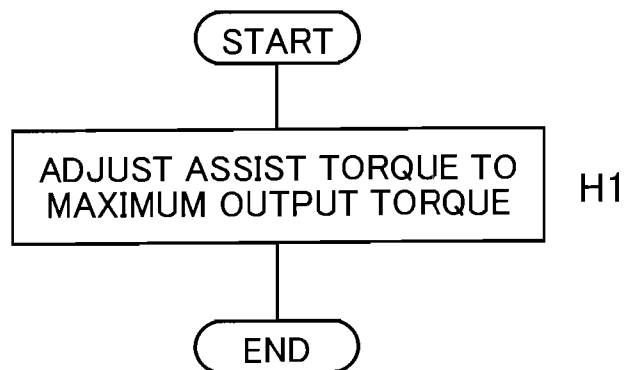 START
ADJUST ASSIST TORQUE TO
MAXIMUM OUTPUT TORQUE
H1
END